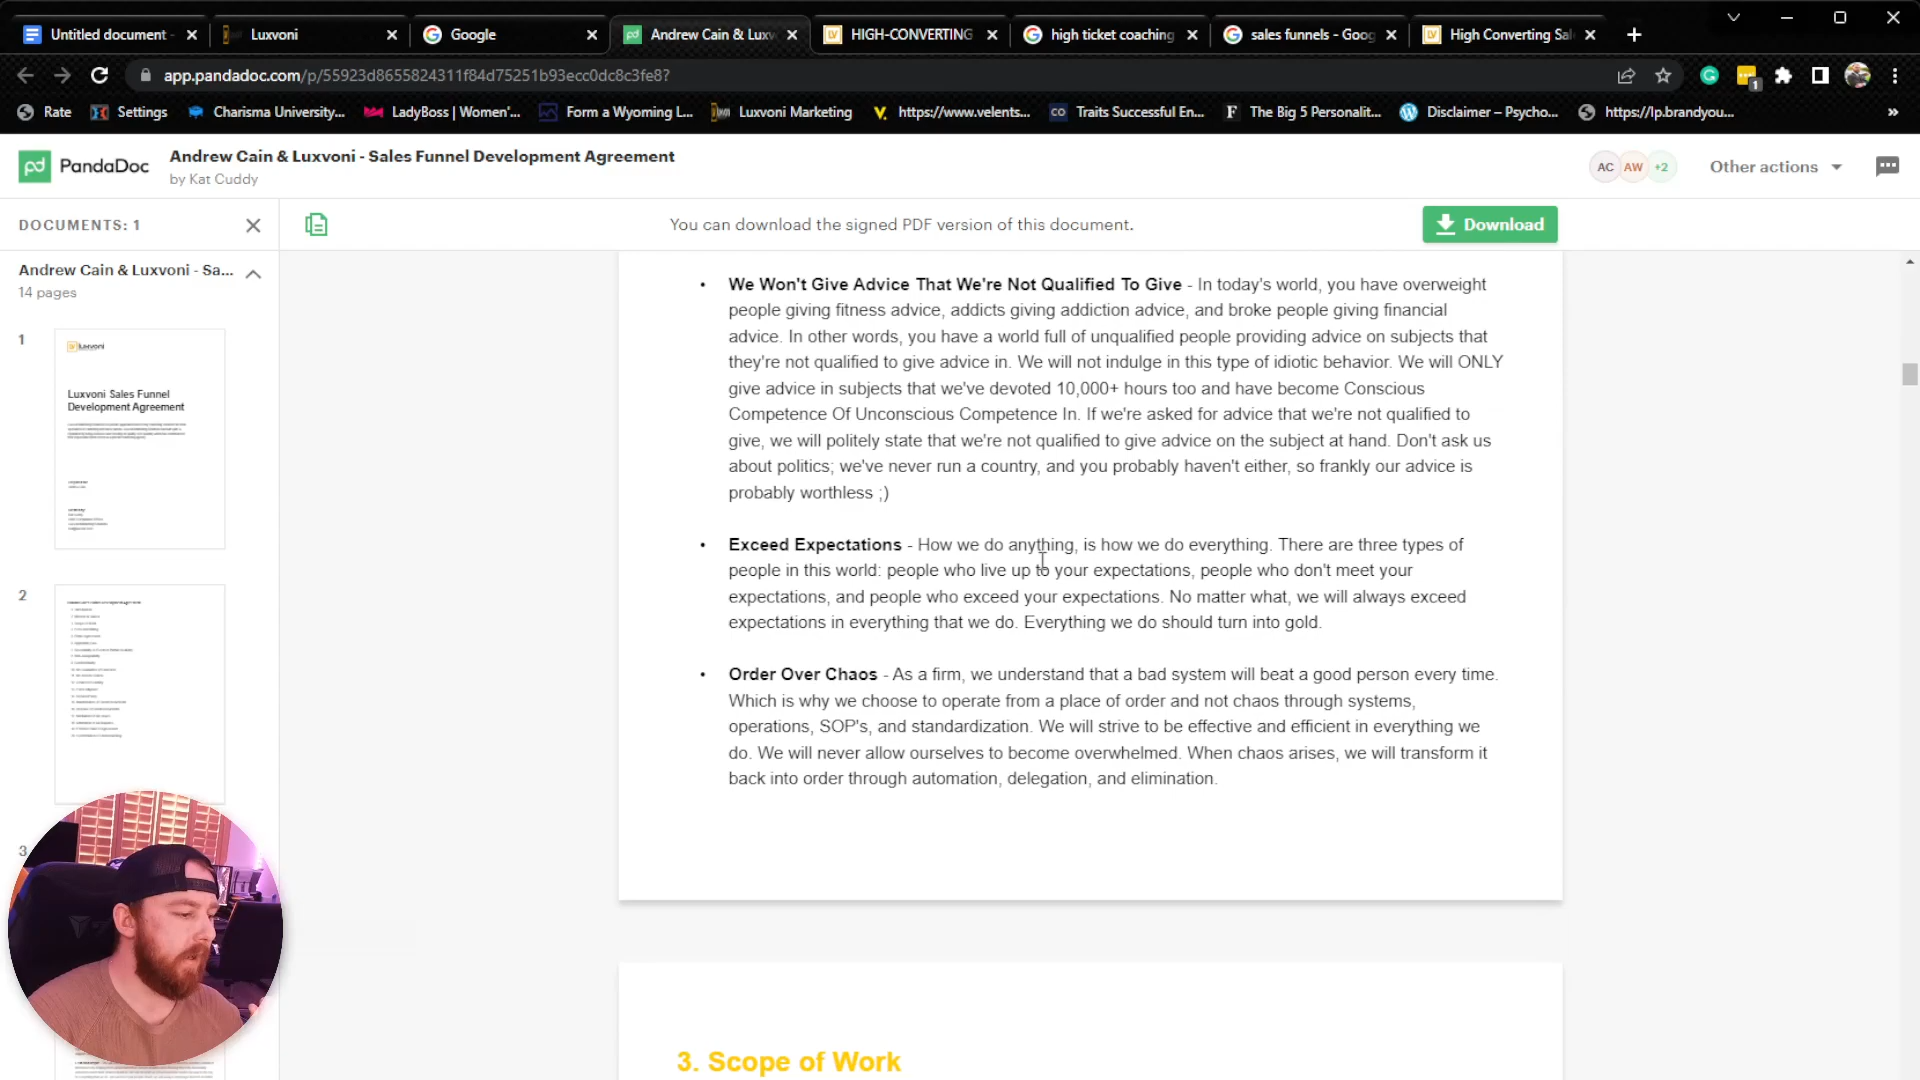 Untitled document -
Luxvoni
Google
Andrew Cain & Luxv
HIGH-CONVERTING
high ticket coaching
sales funnels - Goog
High Converting Sal
app.pandadoc.com/p/55923d8655824311f84d75251b93ecc0dc8c3fe8?
1
Rate
Settings
Charisma University...
LadyBoss | Women'...
Form a Wyoming L...
Luxvoni Marketing
https://www.velents...
CO
Traits Successful En...
F
The Big 5 Personalit...
Disclaimer – Psycho...
https://lp.brandyou...
»
pd PandaDoc
Andrew Cain & Luxvoni - Sales Funnel Development Agreement
by Kat Cuddy
AC AW +2
Other actions
DOCUMENTS: 1
You can download the signed PDF version of this document.
Download
Andrew Cain & Luxvoni - Sa...
14 pages
1
LV luxvoni
Luxvoni Sales Funnel
Development Agreement
2
3
• We Won't Give Advice That We're Not Qualified To Give - In today's world, you have overweight
people giving fitness advice, addicts giving addiction advice, and broke people giving financial
advice. In other words, you have a world full of unqualified people providing advice on subjects that
they're not qualified to give advice in. We will not indulge in this type of idiotic behavior. We will ONLY
give advice in subjects that we've devoted 10,000+ hours too and have become Conscious
Competence Of Unconscious Competence In. If we're asked for advice that we're not qualified to
give, we will politely state that we're not qualified to give advice on the subject at hand. Don't ask us
about politics; we've never run a country, and you probably haven't either, so frankly our advice is
probably worthless ;)
• Exceed Expectations - How we do anything, is how we do everything. There are three types of
people in this world: people who live up to your expectations, people who don't meet your
expectations, and people who exceed your expectations. No matter what, we will always exceed
expectations in everything that we do. Everything we do should turn into gold.
• Order Over Chaos - As a firm, we understand that a bad system will beat a good person every time.
Which is why we choose to operate from a place of order and not chaos through systems,
operations, SOP's, and standardization. We will strive to be effective and efficient in everything we
do. We will never allow ourselves to become overwhelmed. When chaos arises, we will transform it
back into order through automation, delegation, and elimination.
3. Scope of Work